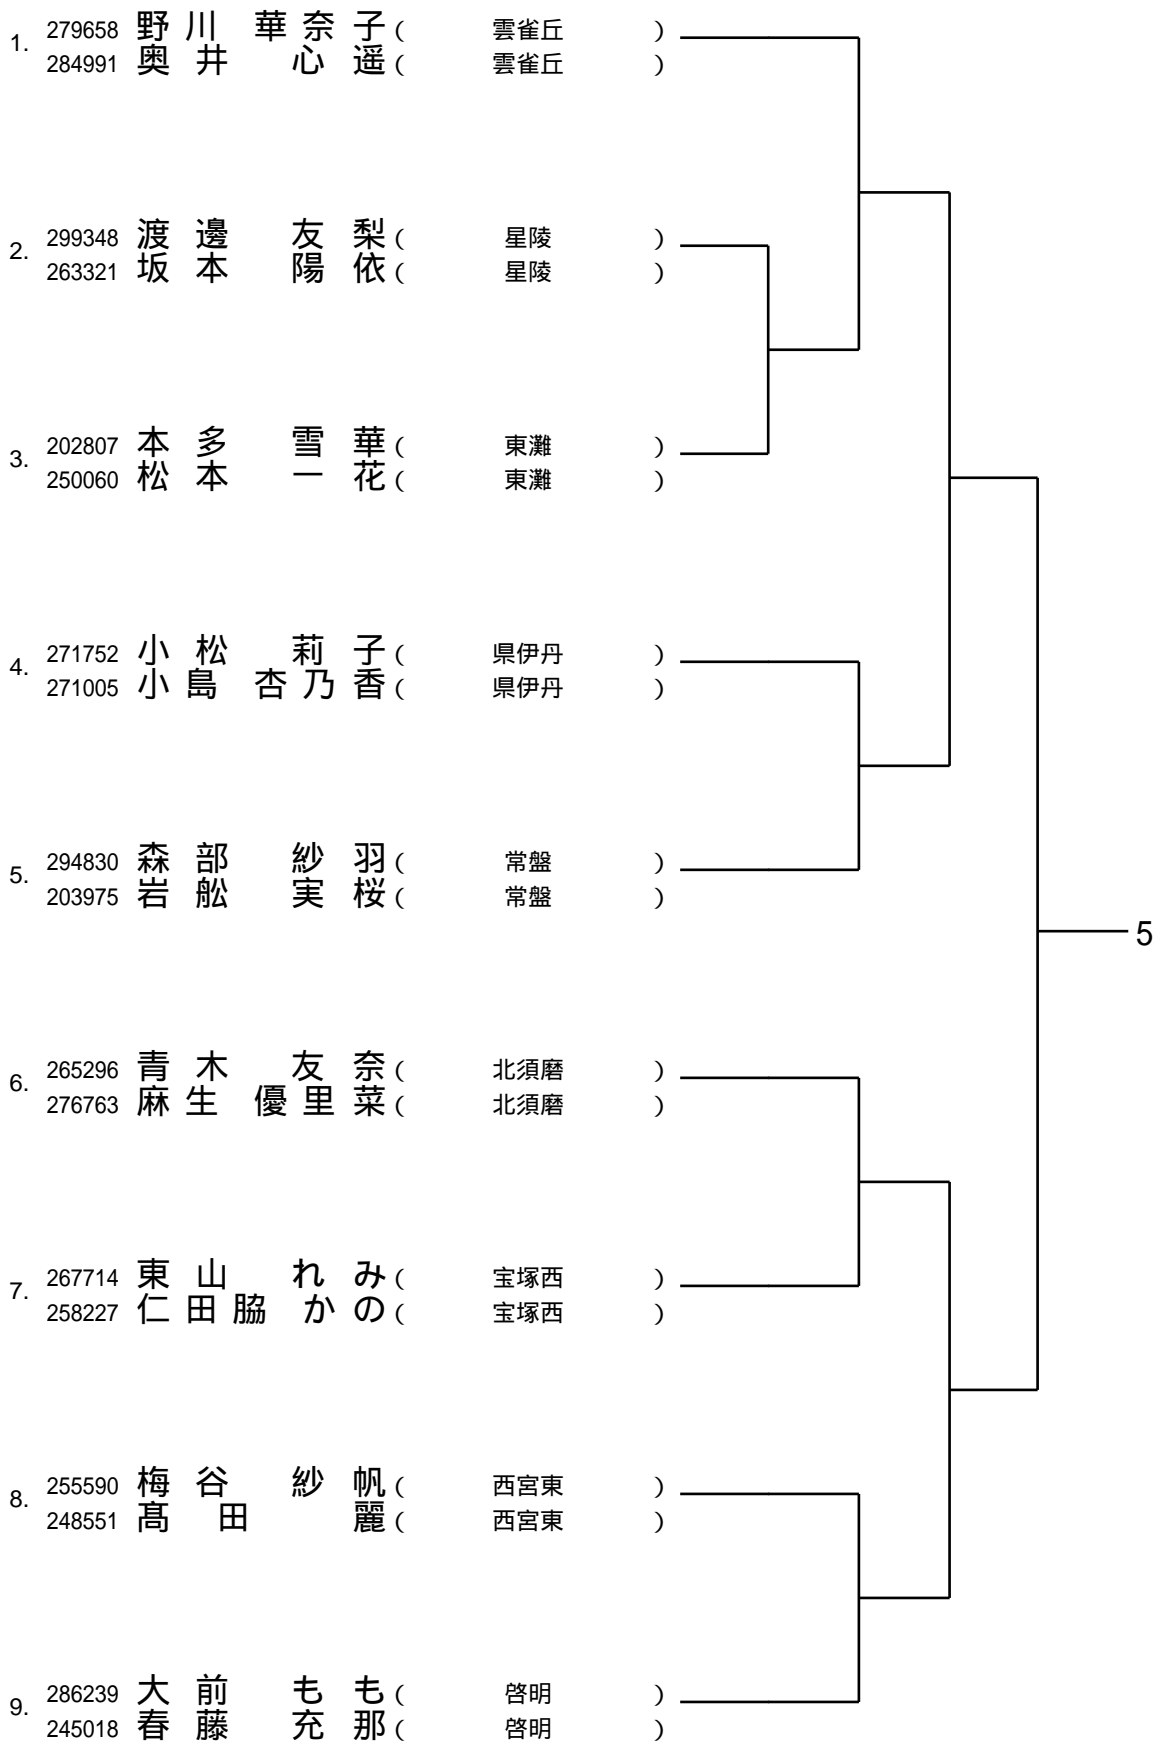 1. 279658 野川 華奈子 ( 雲雀丘 )
284991 奥井 心遥 ( 雲雀丘 )
2. 299348 渡邊 友梨 ( 星陵 )
263321 坂本 陽依 ( 星陵 )
3. 202807 本多 雪華 ( 東灘 )
250060 松本 一花 ( 東灘 )
4. 271752 小松 莉子 ( 県伊丹 )
271005 小島 杏乃香 ( 県伊丹 )
5. 294830 森部 紗羽 ( 常盤 )
203975 岩舩 実桜 ( 常盤 )
5
6. 265296 青木 友奈 ( 北須磨 )
276763 麻生 優里菜 ( 北須磨 )
7. 267714 東山 れみ ( 宝塚西 )
258227 仁田脇 かの ( 宝塚西 )
8. 255590 梅谷 紗帆 ( 西宮東 )
248551 髙田 麗 ( 西宮東 )
9. 286239 大前 もも ( 啓明 )
245018 春藤 充那 ( 啓明 )